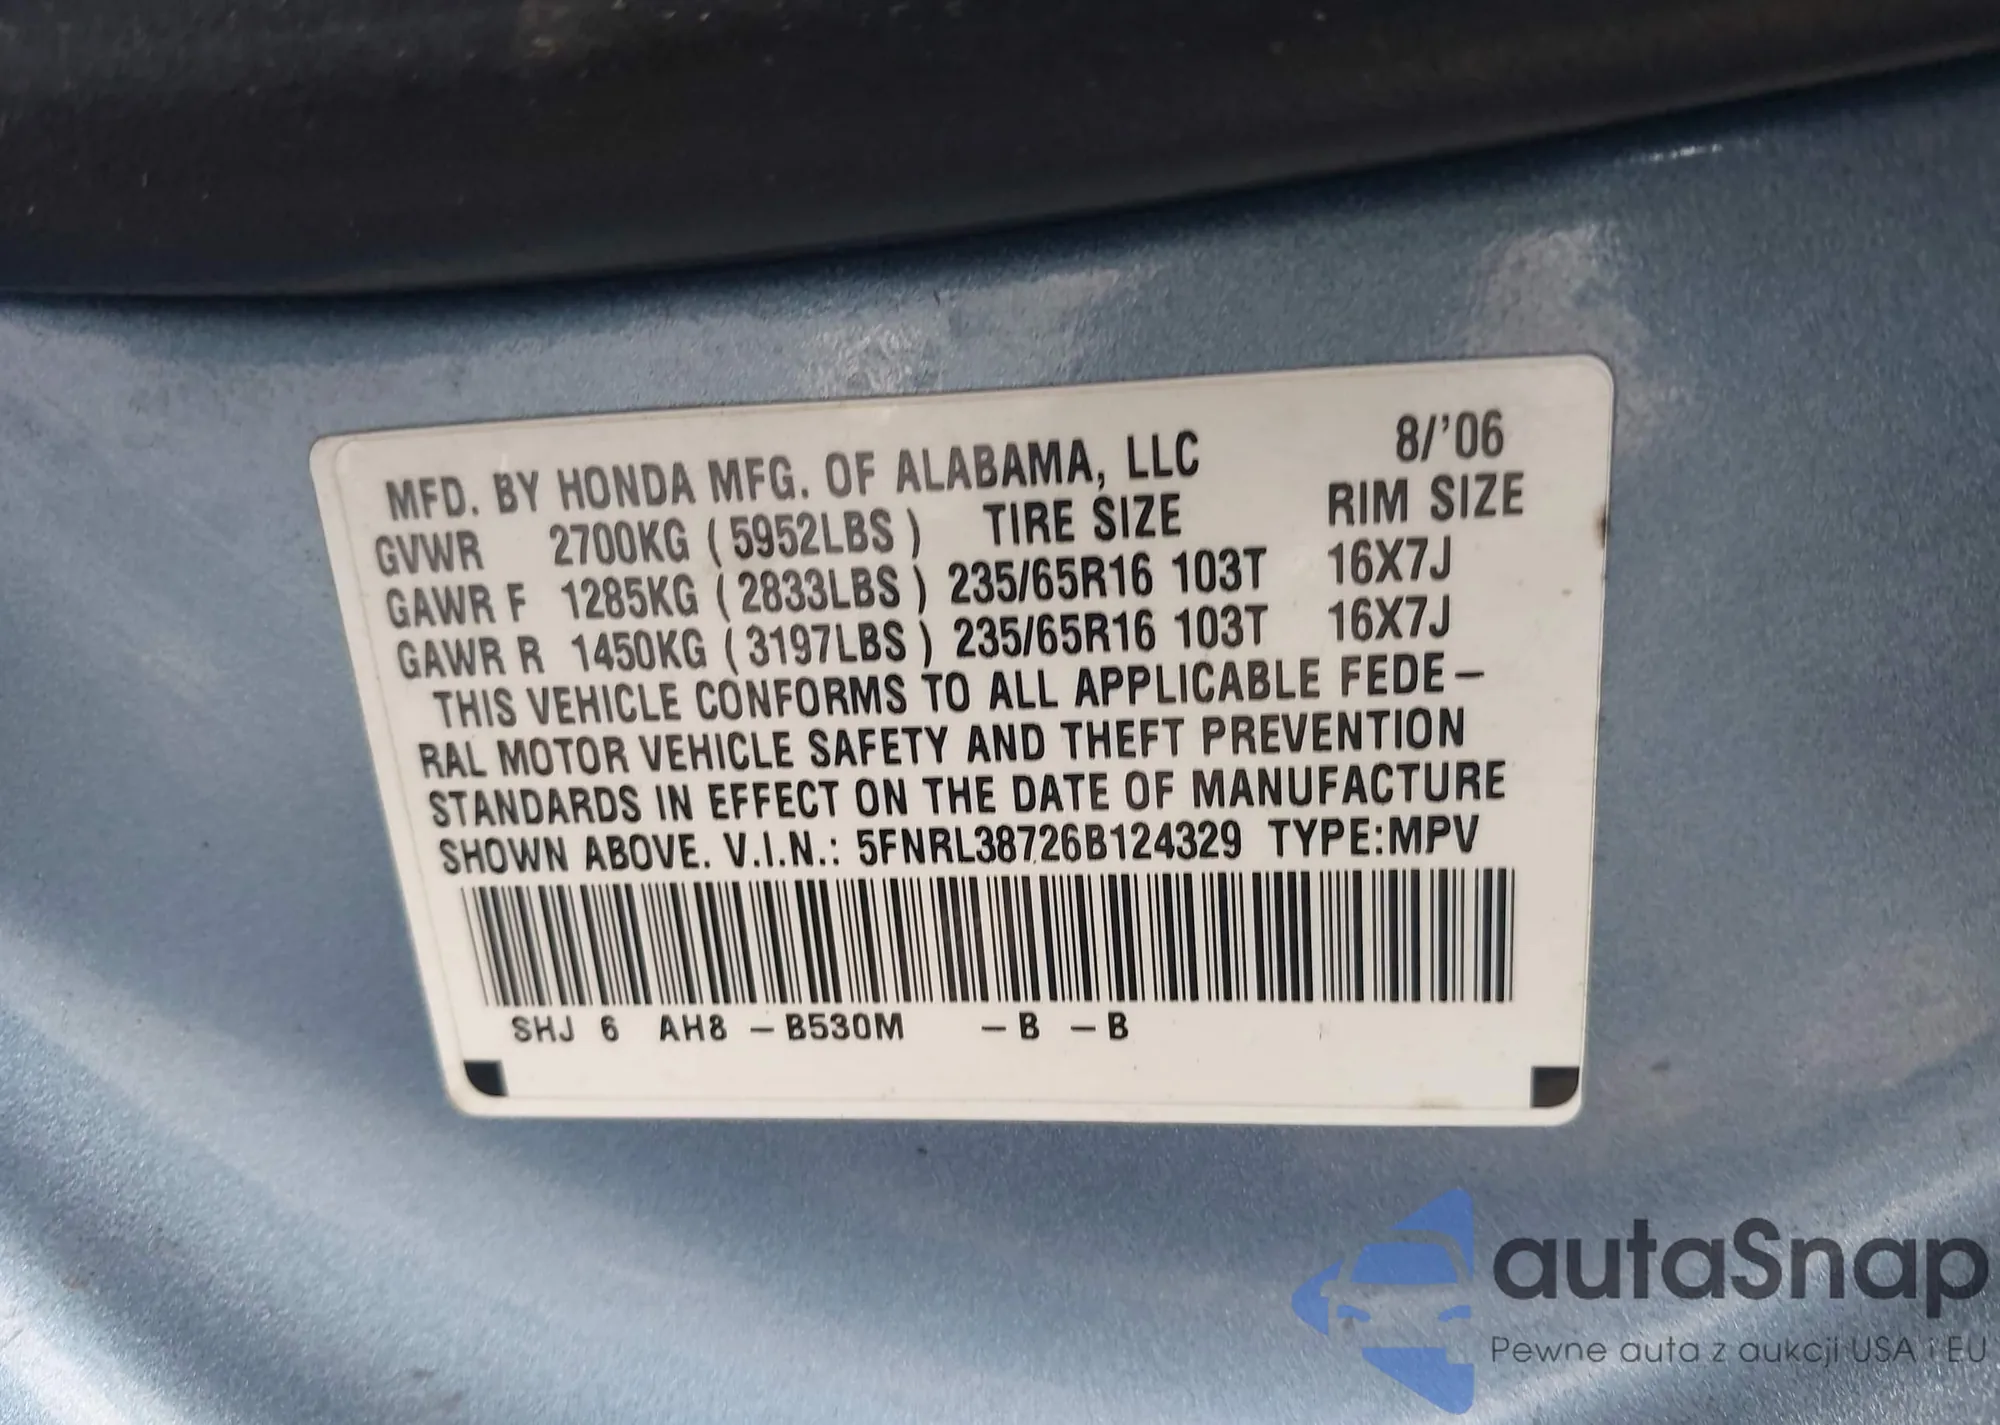 MFD. BY HONDA MFG. OF ALABAMA, LLC 8/'06
GVWR 2700KG (5952LBS) TIRE SIZE RIM SIZE
GAWR F 1285KG (2833LBS) 235/65R16 103T 16X7J
GAWR R 1450KG (3197LBS) 235/65R16 103T 16X7J
THIS VEHICLE CONFORMS TO ALL APPLICABLE FEDE-
RAL MOTOR VEHICLE SAFETY AND THEFT PREVENTION
STANDARDS IN EFFECT ON THE DATE OF MANUFACTURE
SHOWN ABOVE. V.I.N.: 5FNRL38726B124329 TYPE:MPV
SHJ 6 AH8 -B530M -B -B
autaSnap
Pewne auta z aukcji USA i EU